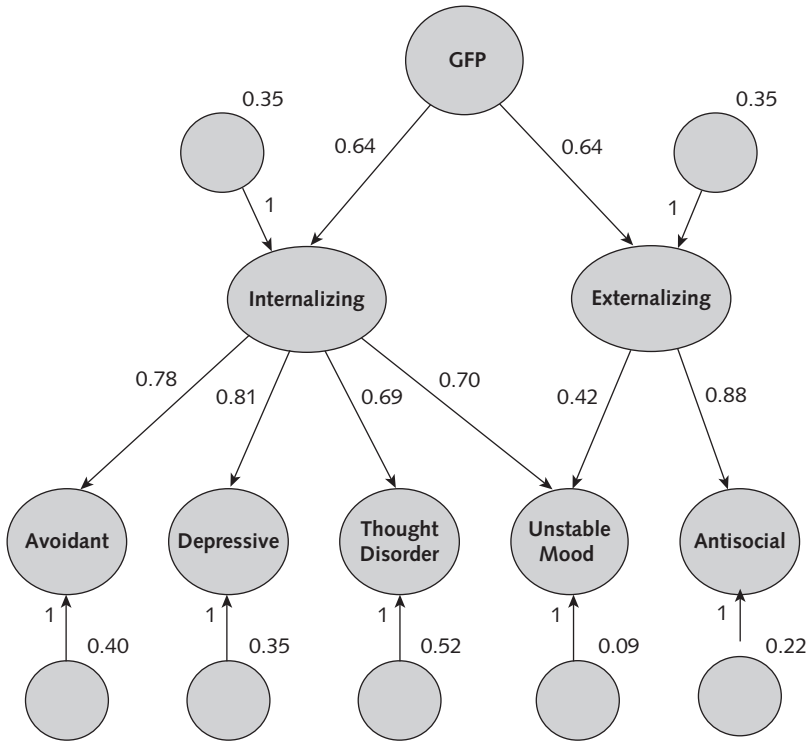 GFP
0.35
0.35
0.64
0.64
1
1
Internalizing
Externalizing
0.78
0.81
0.69
0.70
0.42
0.88
Avoidant
Depressive
Thought
Disorder
Unstable
Mood
Antisocial
1
0.40
1
0.35
1
0.52
1
0.09
1
0.22